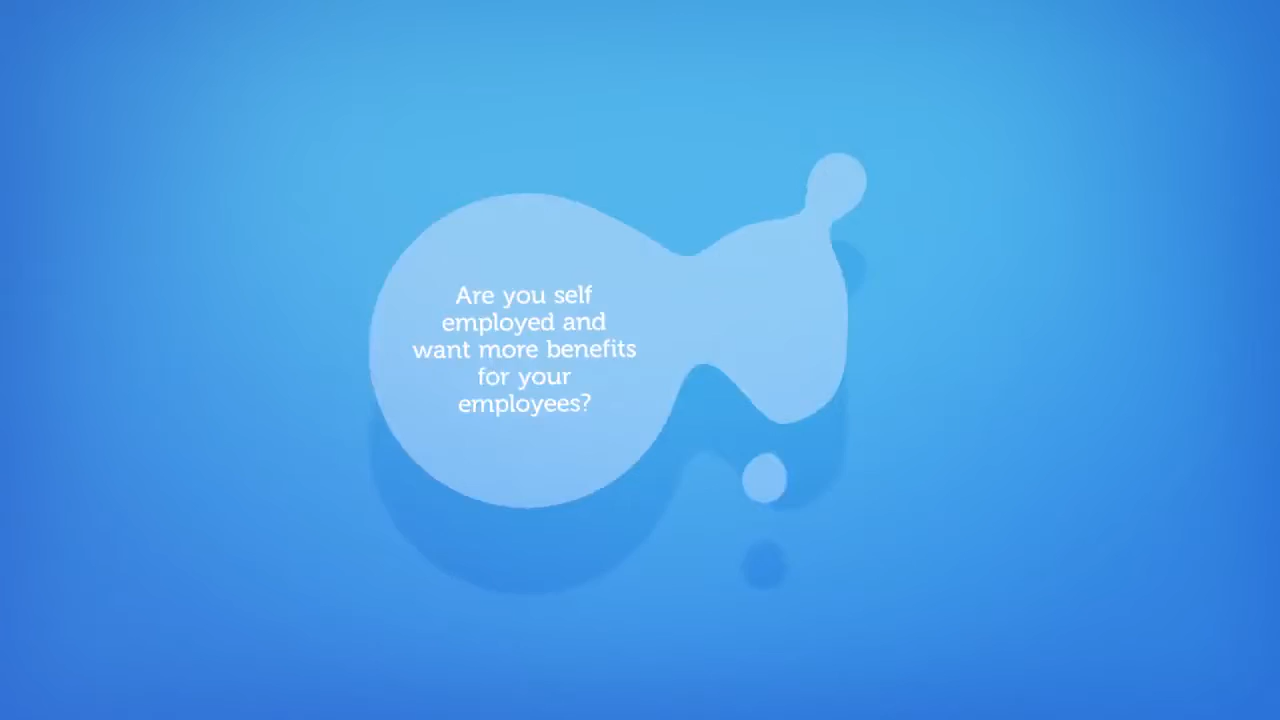 Are you self
employed and
want more benefits
for your
employees?